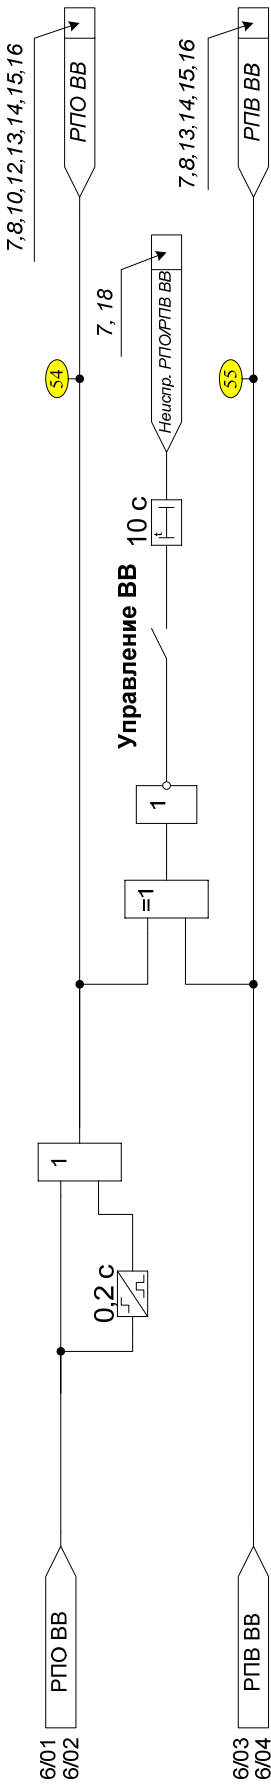 6/01
6/02
РПО ВВ
0,2 с
1
54
РПО ВВ
7,8,10,12,13,14,15,16
=1
1
Управление ВВ
10 с
t
Неиспр. РПО/РПВ ВВ
7, 18
6/03
6/04
РПВ ВВ
55
РПВ ВВ
7,8,13,14,15,16